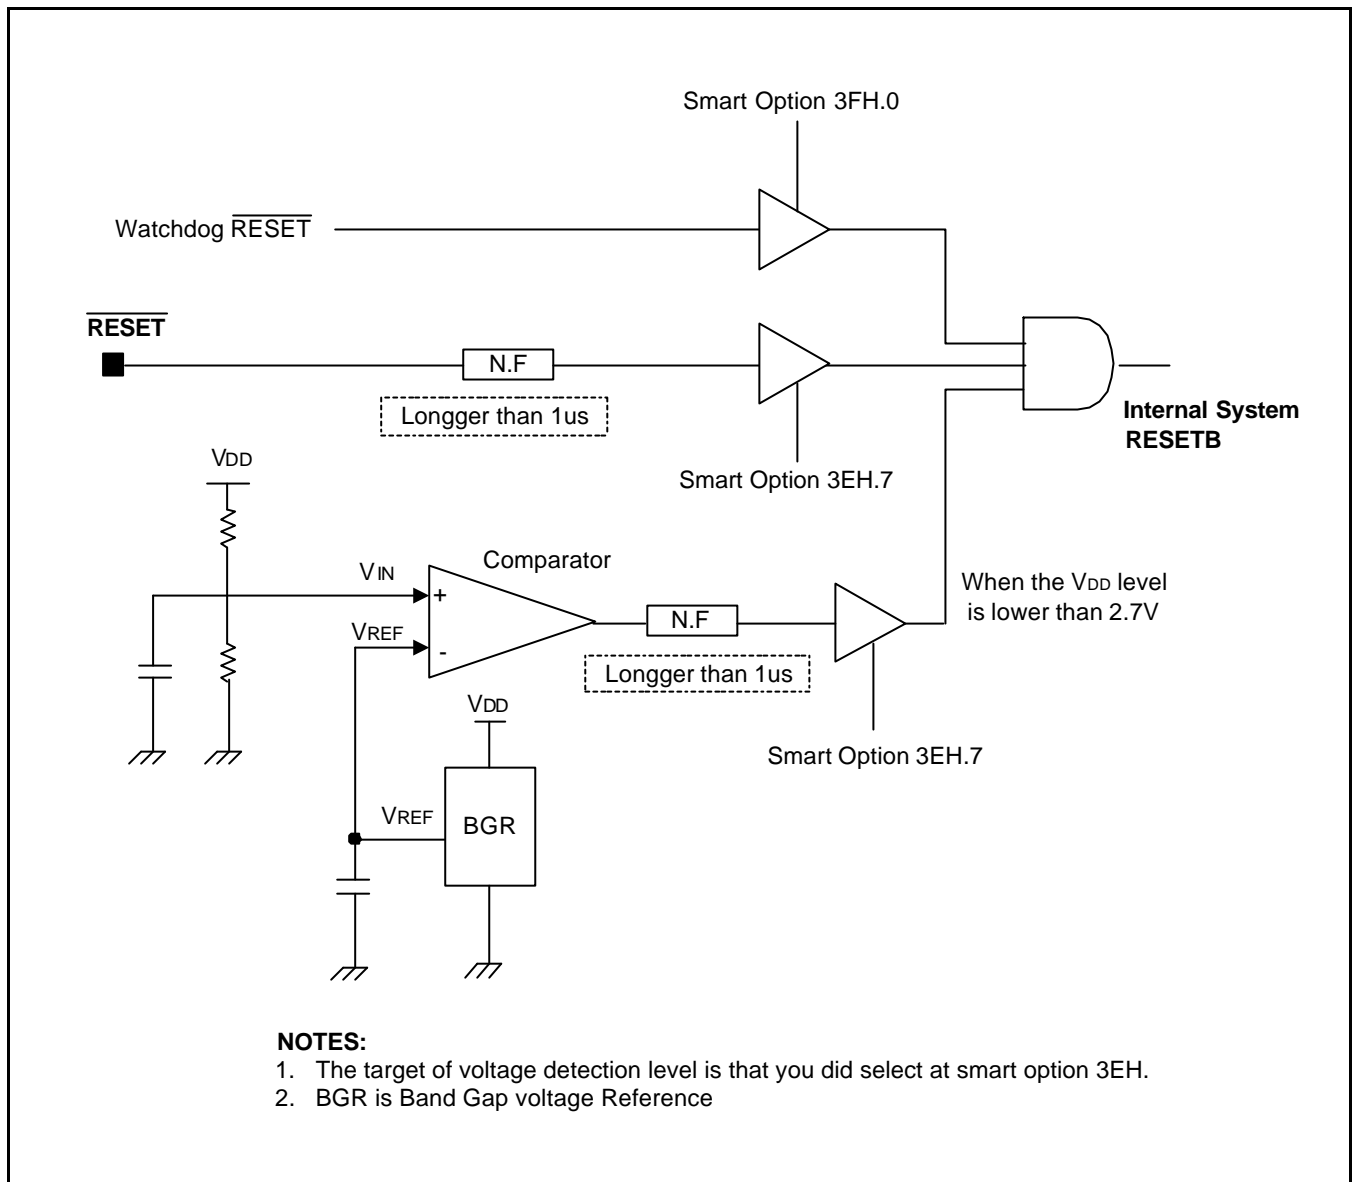 Smart Option 3FH.0
Watchdog RESET
RESET
N.F
Longger than 1us
Smart Option 3EH.7
Internal System
RESETB
VDD
VIN
Comparator
+
VREF
-
N.F
Longger than 1us
When the VDD level
is lower than 2.7V
Smart Option 3EH.7
VDD
VREF
BGR
NOTES:
1. The target of voltage detection level is that you did select at smart option 3EH.
2. BGR is Band Gap voltage Reference